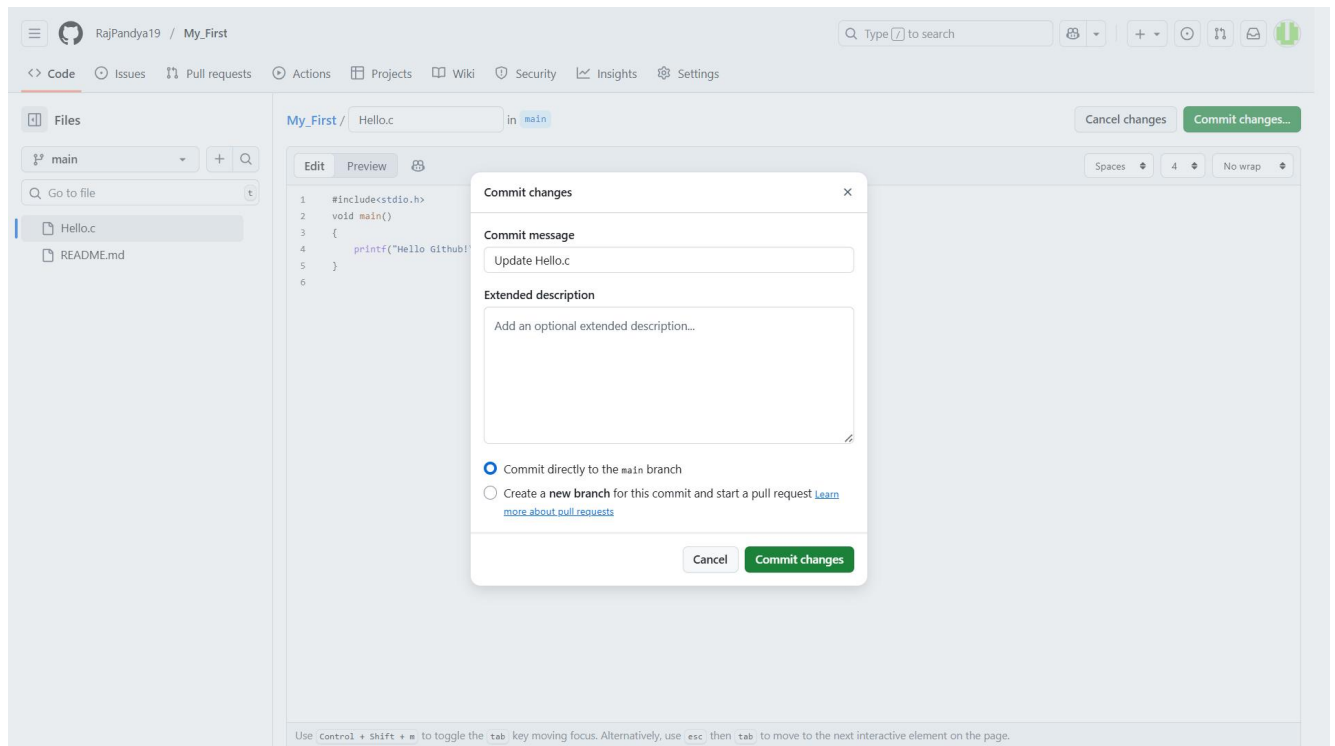 RajPandya19 / My_First
Type / to search
<> Code Issues Pull requests Actions Projects Wiki Security Insights Settings
Files
My_First / Hello.c in main
Cancel changes Commit changes...
main
Edit Preview
Spaces 4 No wrap
Go to file t
Hello.c
README.md
1 #include<stdio.h>
2 void main()
3 {
4 printf("Hello Github!
5 }
6
Commit changes
Commit message
Update Hello.c
Extended description
Add an optional extended description...
Commit directly to the main branch
Create a new branch for this commit and start a pull request Learn
more about pull requests
Cancel Commit changes
Use Control + Shift + m to toggle the tab key moving focus. Alternatively, use esc then tab to move to the next interactive element on the page.